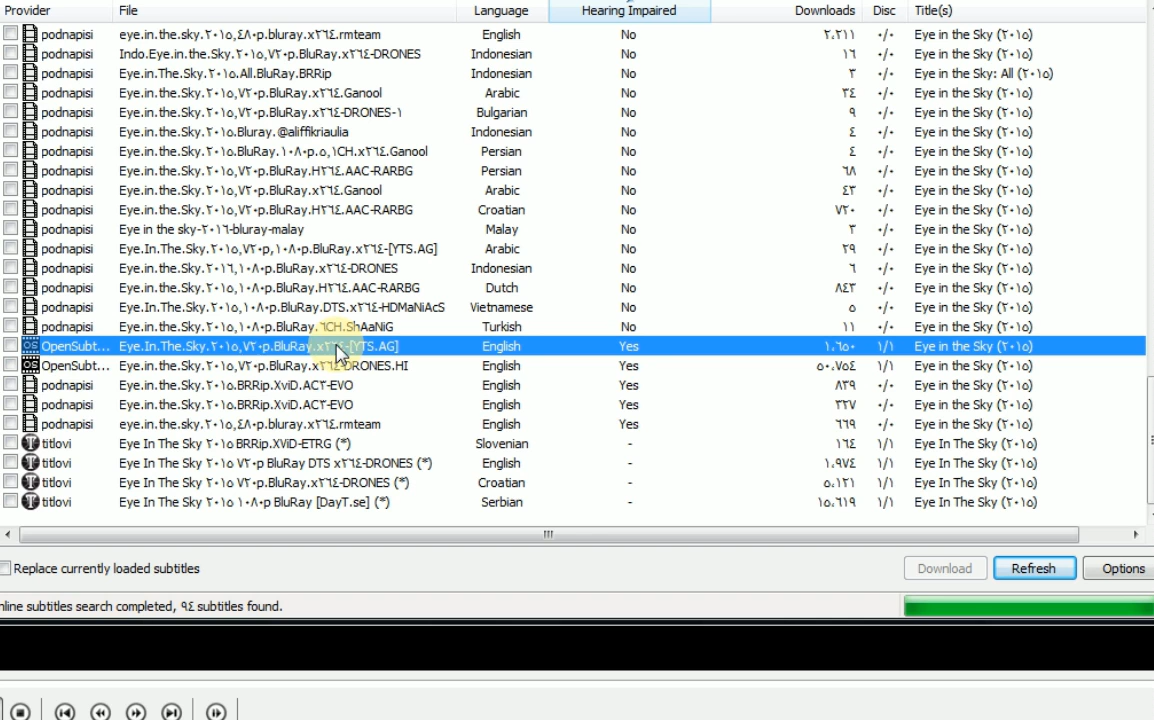 Provider File Language Hearing Impaired Downloads Disc Title(s)
podnapisi eye.in.the.sky.٢٠١٥,٤٨٠p.bluray.x٢٦٤.rmteam English No ٢،٢١١ ٠/٠ Eye in the Sky (٢٠١٥)
podnapisi Indo.Eye.in.the.Sky.٢٠١٥,٧٢٠p.BluRay.x٢٦٤-DRONES Indonesian No ١٦ ٠/٠ Eye in the Sky (٢٠١٥)
podnapisi Eye.in.The.Sky.٢٠١٥.All.BluRay.BRRip Indonesian No ٣ ٠/٠ Eye in the Sky: All (٢٠١٥)
podnapisi Eye.in.the.Sky.٢٠١٥,٧٢٠p.BluRay.x٢٦٤.Ganool Arabic No ٣٤ ٠/٠ Eye in the Sky (٢٠١٥)
podnapisi Eye.in.the.Sky.٢٠١٥,٧٢٠p.BluRay.x٢٦٤-DRONES-١ Bulgarian No ٩ ٠/٠ Eye in the Sky (٢٠١٥)
podnapisi Eye.in.the.Sky.٢٠١٥.Bluray.@aliffikriaulia Indonesian No ٤ ٠/٠ Eye in the Sky (٢٠١٥)
podnapisi Eye.in.the.Sky.٢٠١٥.BluRay.١٠٨٠p.٥,١CH.x٢٦٤.Ganool Persian No ٤ ٠/٠ Eye in the Sky (٢٠١٥)
podnapisi Eye.in.the.Sky.٢٠١٥,٧٢٠p.BluRay.H٢٦٤.AAC-RARBG Persian No ٦٨ ٠/٠ Eye in the Sky (٢٠١٥)
podnapisi Eye.in.the.Sky.٢٠١٥,٧٢٠p.BluRay.x٢٦٤.Ganool Arabic No ٤٣ ٠/٠ Eye in the Sky (٢٠١٥)
podnapisi Eye.in.the.Sky.٢٠١٥,٧٢٠p.BluRay.H٢٦٤.AAC-RARBG Croatian No ٧٢٠ ٠/٠ Eye in the Sky (٢٠١٥)
podnapisi Eye in the sky-٢٠١٦-bluray-malay Malay No ٣ ٠/٠ Eye in the Sky (٢٠١٥)
podnapisi Eye.In.The.Sky.٢٠١٥,٧٢٠p,١٠٨٠p.BluRay.x٢٦٤-[YTS.AG] Arabic No ٢٩ ٠/٠ Eye in the Sky (٢٠١٥)
podnapisi Eye.in.the.Sky.٢٠١٦,١٠٨٠p.BluRay.x٢٦٤-DRONES Indonesian No ٦ ٠/٠ Eye in the Sky (٢٠١٥)
podnapisi Eye.in.the.Sky.٢٠١٥,١٠٨٠p.BluRay.H٢٦٤.AAC-RARBG Dutch No ٨٤٣ ٠/٠ Eye in the Sky (٢٠١٥)
podnapisi Eye.In.The.Sky.٢٠١٥,١٠٨٠p.BluRay.DTS.x٢٦٤-HDMaNiAcS Vietnamese No ٥ ٠/٠ Eye in the Sky (٢٠١٥)
podnapisi Eye.in.the.sky.٢٠١٥,١٠٨٠p.BluRay.٦CH.ShAaNiG Turkish No ١١ ٠/٠ Eye in the Sky (٢٠١٥)
OS OpenSubt... Eye.In.The.Sky.٢٠١٥,٧٢٠p.BluRay.x٢٦٤-[YTS.AG] English Yes ١،٦٥٠ ١/١ Eye in the sky (٢٠١٥)
OS OpenSubt... Eye.in.the.Sky.٢٠١٥,٧٢٠p.BluRay.x٢٦٤-DRONES.HI English Yes ٥٠،٧٥٤ ١/١ Eye in the sky (٢٠١٥)
podnapisi Eye.in.the.sky.٢٠١٥.BRRip.XviD.AC٣-EVO English Yes ٨٣٩ ٠/٠ Eye in the Sky (٢٠١٥)
podnapisi Eye.in.the.sky.٢٠١٥.BRRip.XviD.AC٣-EVO English Yes ٣٢٧ ٠/٠ Eye in the Sky (٢٠١٥)
podnapisi eye.in.the.sky.٢٠١٥,٤٨٠p.bluray.x٢٦٤.rmteam English Yes ٦٦٩ ٠/٠ Eye in the Sky (٢٠١٥)
titlovi Eye In The Sky ٢٠١٥ BRRip.XViD-ETRG (*) Slovenian - ١٦٤ ١/١ Eye In The Sky (٢٠١٥)
titlovi Eye In The Sky ٢٠١٥ ٧٢٠p BluRay DTS x٢٦٤-DRONES (*) English - ١،٩٧٤ ١/١ Eye In The Sky (٢٠١٥)
titlovi Eye In The Sky ٢٠١٥ ٧٢٠p.BluRay.x٢٦٤-DRONES (*) Croatian - ٥،١٢١ ١/١ Eye In The Sky (٢٠١٥)
titlovi Eye In The Sky ٢٠١٥ ١٠٨٠p BluRay [DayT.se] (*) Serbian - ١٥،٦١٩ ١/١ Eye In The Sky (٢٠١٥)
Replace currently loaded subtitles Download Refresh Options
nline subtitles search completed, ٩٤ subtitles found.